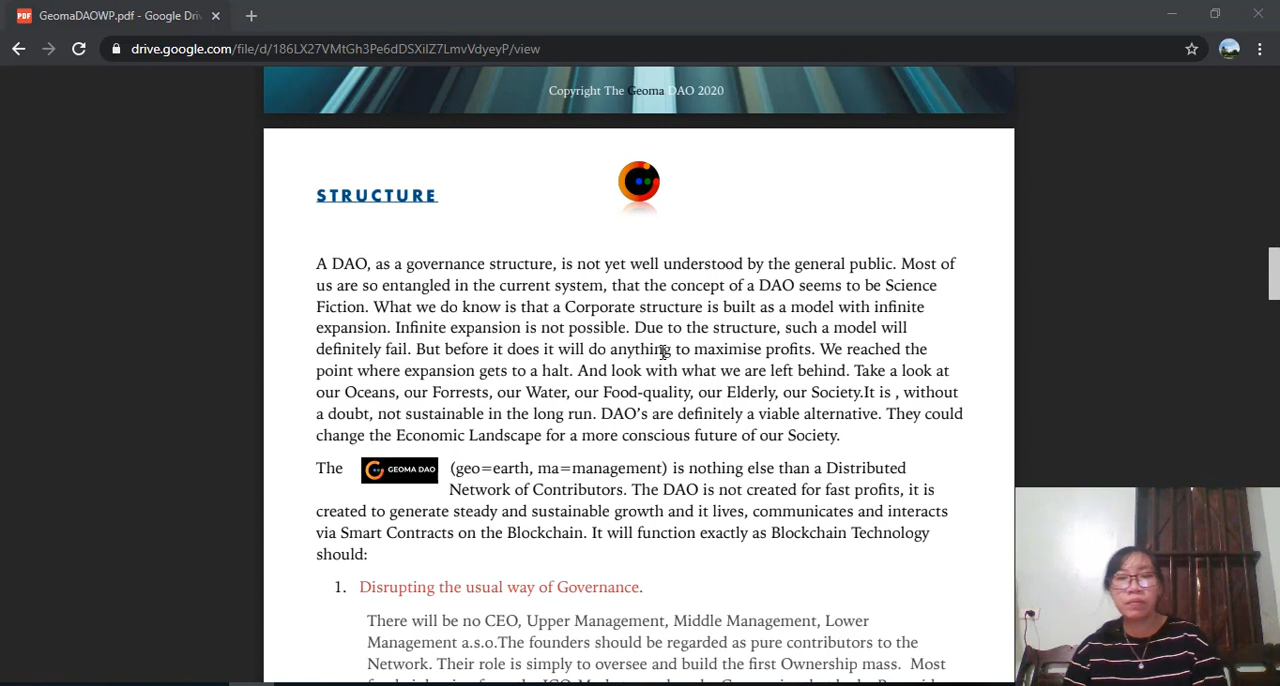 GeomaDAOWP.pdf - Google Dri
drive.google.com/file/d/186LX27VMtGh3Pe6dDSXiIZ7LmvVdyeyP/view
Copyright The Geoma DAO 2020
STRUCTURE
A DAO, as a governance structure, is not yet well understood by the general public. Most of
us are so entangled in the current system, that the concept of a DAO seems to be Science
Fiction. What we do know is that a Corporate structure is built as a model with infinite
expansion. Infinite expansion is not possible. Due to the structure, such a model will
definitely fail. But before it does it will do anything to maximise profits. We reached the
point where expansion gets to a halt. And look with what we are left behind. Take a look at
our Oceans, our Forrests, our Water, our Food-quality, our Elderly, our Society.It is , without
a doubt, not sustainable in the long run. DAO’s are definitely a viable alternative. They could
change the Economic Landscape for a more conscious future of our Society.
The GEOMA DAO (geo=earth, ma=management) is nothing else than a Distributed
Network of Contributors. The DAO is not created for fast profits, it is
created to generate steady and sustainable growth and it lives, communicates and interacts
via Smart Contracts on the Blockchain. It will function exactly as Blockchain Technology
should:
1. Disrupting the usual way of Governance.
There will be no CEO, Upper Management, Middle Management, Lower
Management a.s.o.The founders should be regarded as pure contributors to the
Network. Their role is simply to oversee and build the first Ownership mass. Most